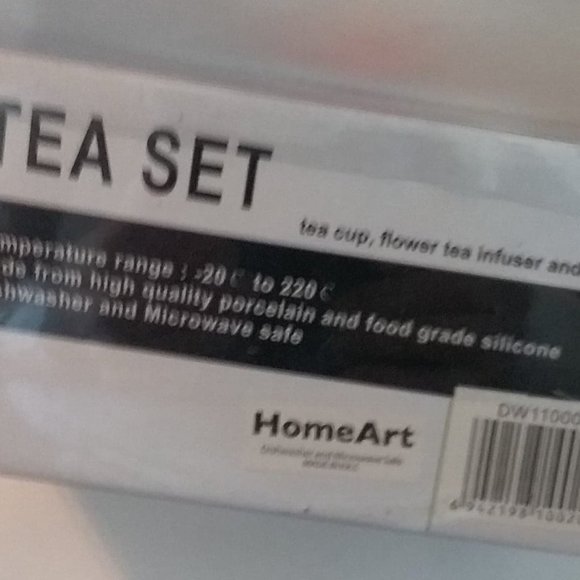 TEA SET
tea cup, flower tea infuser and
mperature range : -20 C to 220 C
de from high quality porcelain and food grade silicone
hwasher and Microwave safe
HomeArt
DW11000